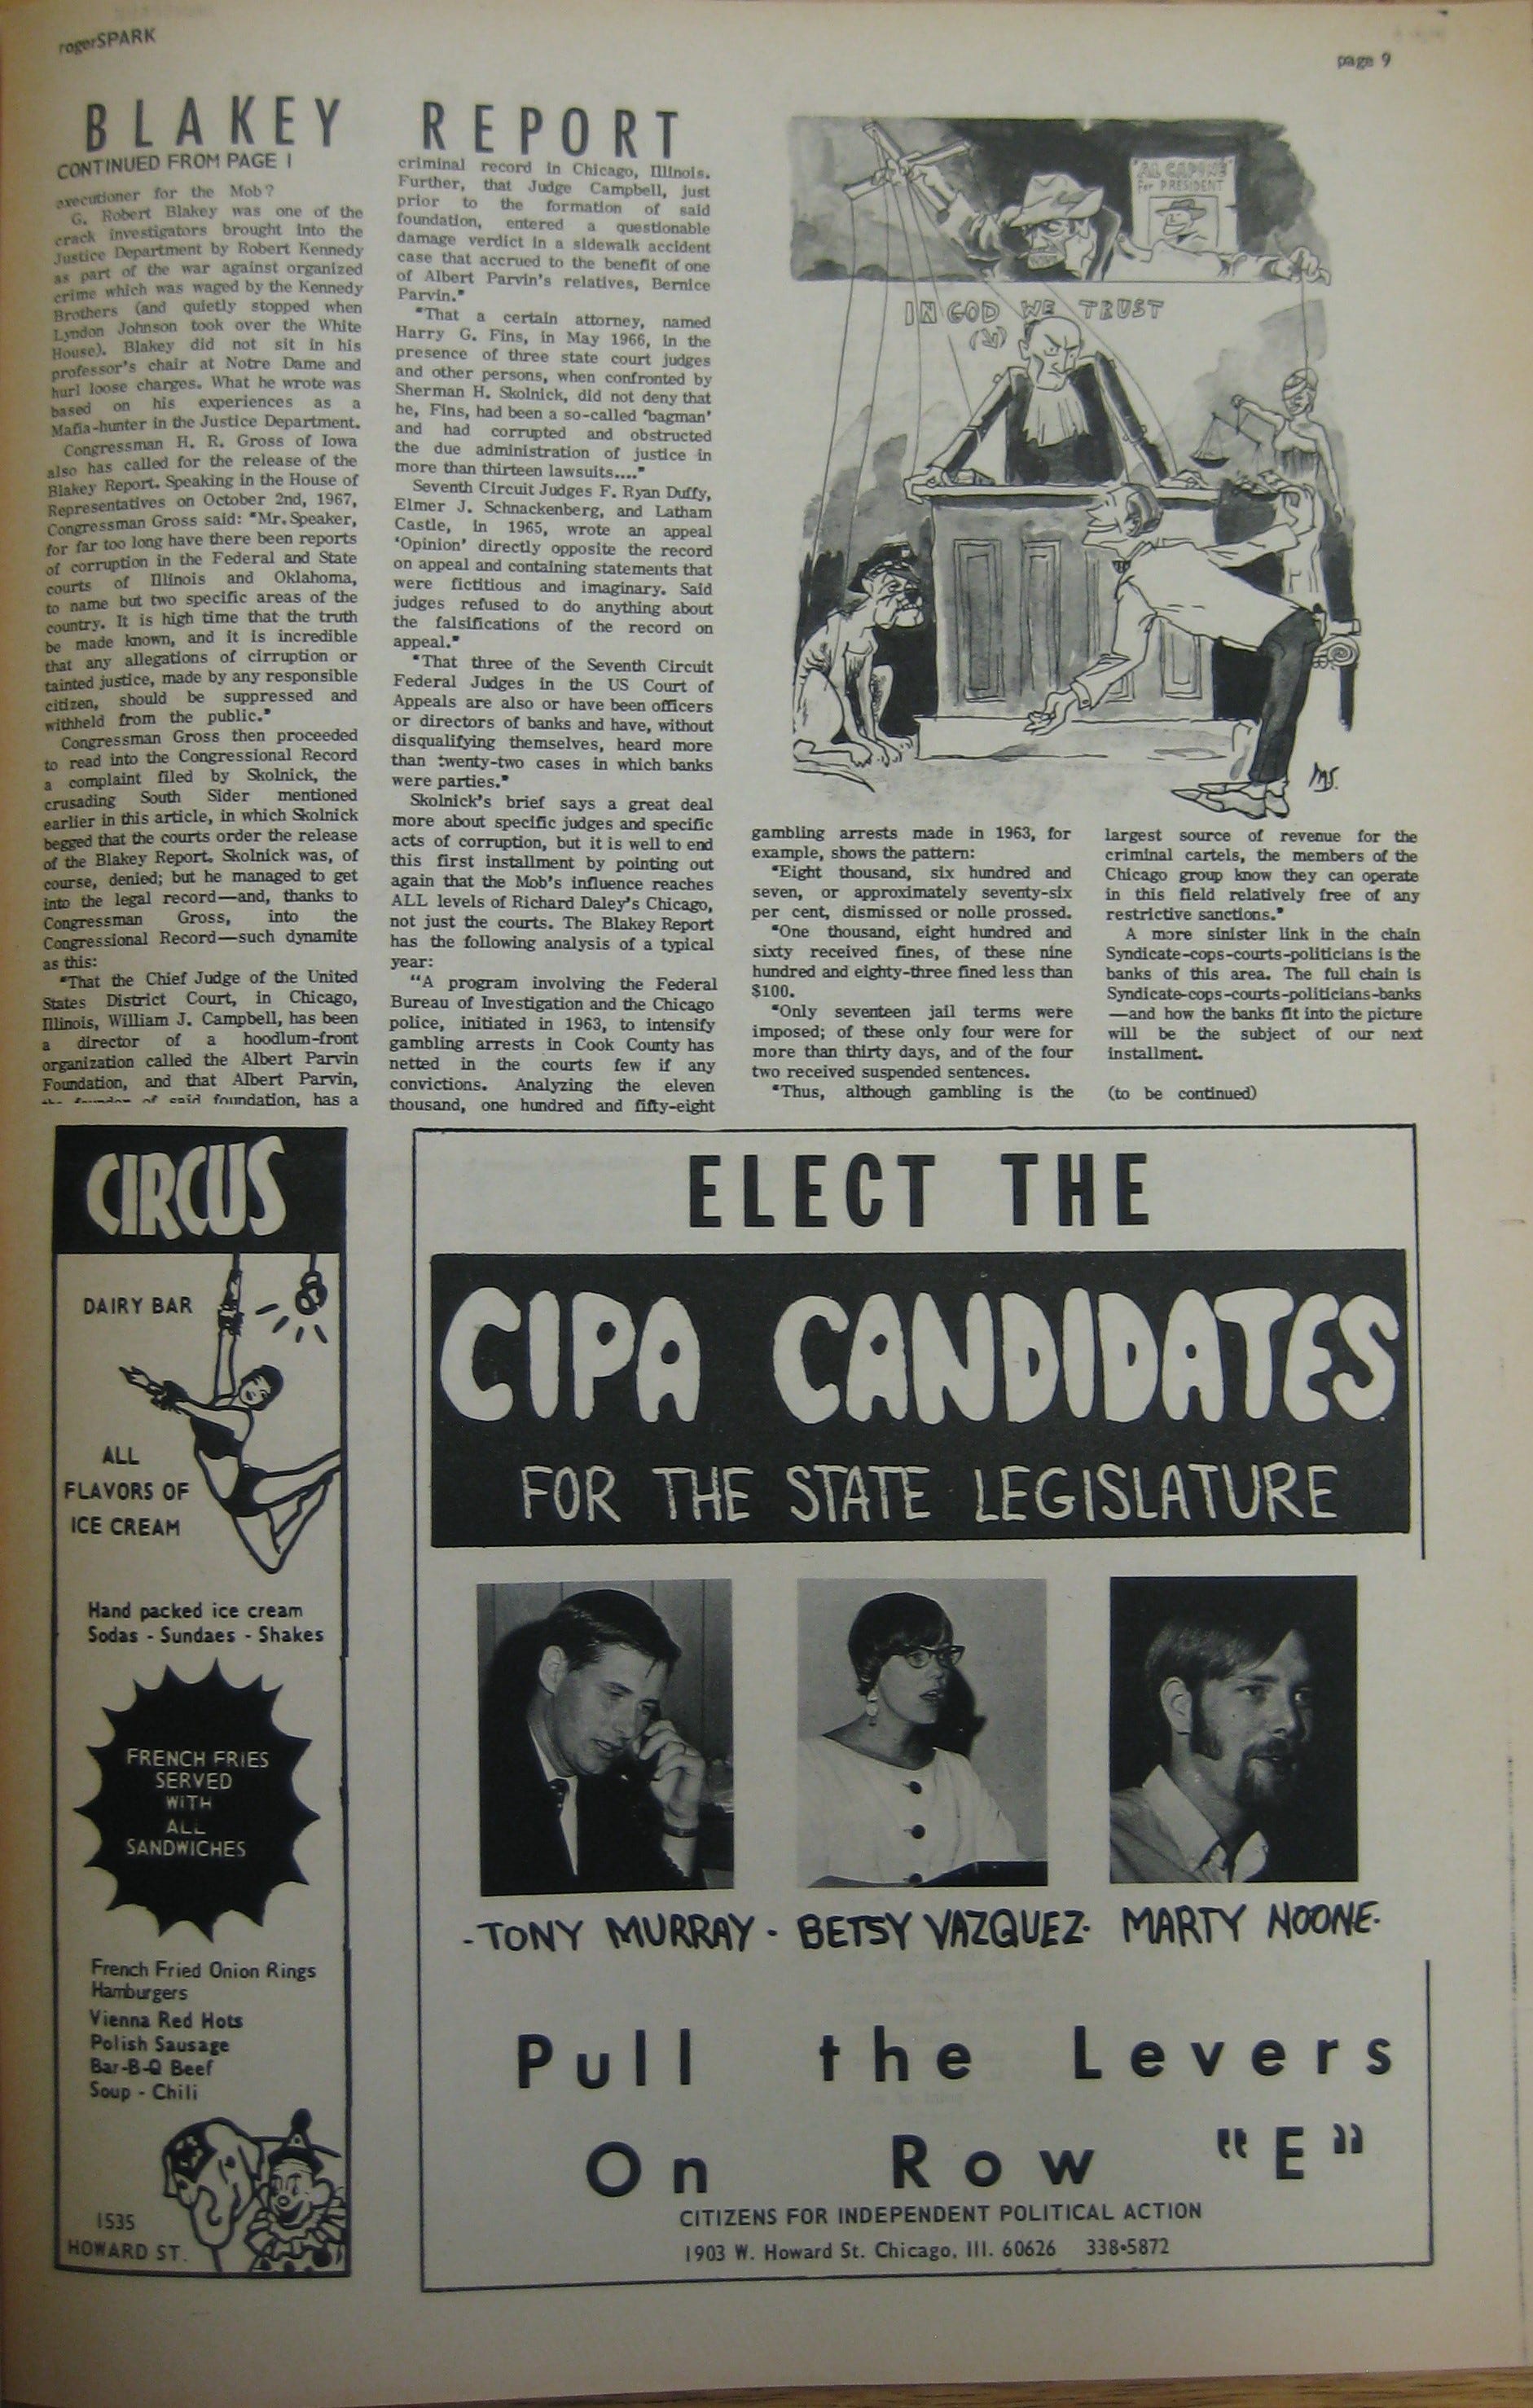 rogerSPARK
page 9
BLAKEY REPORT
CONTINUED FROM PAGE 1
executioner for the Mob?
G. Robert Blakey was one of the
crack investigators brought into the
Justice Department by Robert Kennedy
as part of the war against organized
crime which was waged by the Kennedy
Brothers (and quietly stopped when
Lyndon Johnson took over the White
House). Blakey did not sit in his
professor's chair at Notre Dame and
hurl loose charges. What he wrote was
based on his experiences as a
Mafia-hunter in the Justice Department.
Congressman H. R. Gross of Iowa
also has called for the release of the
Blakey Report. Speaking in the House of
Representatives on October 2nd, 1967,
Congressman Gross said: "Mr. Speaker,
for far too long have there been reports
of corruption in the Federal and State
courts of Illinois and Oklahoma,
to name but two specific areas of the
country. It is high time that the truth
be made known, and it is incredible
that any allegations of cirruption or
tainted justice, made by any responsible
citizen, should be suppressed and
withheld from the public."
Congressman Gross then proceeded
to read into the Congressional Record
a complaint filed by Skolnick, the
crusading South Sider mentioned
earlier in this article, in which Skolnick
begged that the courts order the release
of the Blakey Report. Skolnick was, of
course, denied; but he managed to get
into the legal record—and, thanks to
Congressman Gross, into the
Congressional Record—such dynamite
as this:
"That the Chief Judge of the United
States District Court, in Chicago,
Illinois, William J. Campbell, has been
a director of a hoodlum-front
organization called the Albert Parvin
Foundation, and that Albert Parvin,
the founder of said foundation, has a
criminal record in Chicago, Illinois.
Further, that Judge Campbell, just
prior to the formation of said
foundation, entered a questionable
damage verdict in a sidewalk accident
case that accrued to the benefit of one
of Albert Parvin's relatives, Bernice
Parvin."
"That a certain attorney, named
Harry G. Fins, in May 1966, in the
presence of three state court judges
and other persons, when confronted by
Sherman H. Skolnick, did not deny that
he, Fins, had been a so-called 'bagman'
and had corrupted and obstructed
the due administration of justice in
more than thirteen lawsuits...."
Seventh Circuit Judges F. Ryan Duffy,
Elmer J. Schnackenberg, and Latham
Castle, in 1965, wrote an appeal
'Opinion' directly opposite the record
on appeal and containing statements that
were fictitious and imaginary. Said
judges refused to do anything about
the falsifications of the record on
appeal."
"That three of the Seventh Circuit
Federal Judges in the US Court of
Appeals are also or have been officers
or directors of banks and have, without
disqualifying themselves, heard more
than twenty-two cases in which banks
were parties."
Skolnick's brief says a great deal
more about specific judges and specific
acts of corruption, but it is well to end
this first installment by pointing out
again that the Mob's influence reaches
ALL levels of Richard Daley's Chicago,
not just the courts. The Blakey Report
has the following analysis of a typical
year:
"A program involving the Federal
Bureau of Investigation and the Chicago
police, initiated in 1963, to intensify
gambling arrests in Cook County has
netted in the courts few if any
convictions. Analyzing the eleven
thousand, one hundred and fifty-eight
"AL CAPONE"
For PRESIDENT
IN GOD WE TRUST
MS.
gambling arrests made in 1963, for
example, shows the pattern:
"Eight thousand, six hundred and
seven, or approximately seventy-six
per cent, dismissed or nolle prossed.
"One thousand, eight hundred and
sixty received fines, of these nine
hundred and eighty-three fined less than
$100.
"Only seventeen jail terms were
imposed; of these only four were for
more than thirty days, and of the four
two received suspended sentences.
"Thus, although gambling is the
largest source of revenue for the
criminal cartels, the members of the
Chicago group know they can operate
in this field relatively free of any
restrictive sanctions."
A more sinister link in the chain
Syndicate-cops-courts-politicians is the
banks of this area. The full chain is
Syndicate-cops-courts-politicians-banks
—and how the banks fit into the picture
will be the subject of our next
installment.
(to be continued)
CIRCUS
DAIRY BAR
ALL
FLAVORS OF
ICE CREAM
Hand packed ice cream
Sodas - Sundaes - Shakes
FRENCH FRIES
SERVED
WITH
ALL
SANDWICHES
French Fried Onion Rings
Hamburgers
Vienna Red Hots
Polish Sausage
Bar-B-Q Beef
Soup - Chili
1535
HOWARD ST.
ELECT THE
CIPA CANDIDATES
FOR THE STATE LEGISLATURE
- TONY MURRAY - BETSY VAZQUEZ - MARTY NOONE -
Pull the Levers
On Row "E"
CITIZENS FOR INDEPENDENT POLITICAL ACTION
1903 W. Howard St. Chicago, Ill. 60626 338-5872